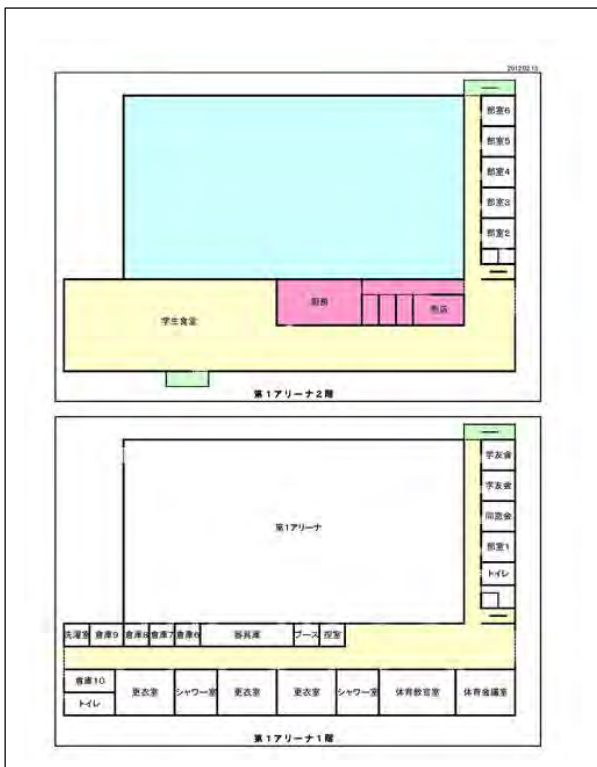 2012.02.15
部室6
部室5
部室4
部室3
部室2
学生食堂
厨房
売店
第1アリーナ2階
学友会
学友会
同窓会
部室1
トイレ
第1アリーナ
洗濯室 倉庫9 倉庫8 倉庫7 倉庫6 器具庫 ブース 控室
倉庫10
トイレ
更衣室 シャワー室 更衣室 更衣室 シャワー室 体育教官室 体育会議室
第1アリーナ1階